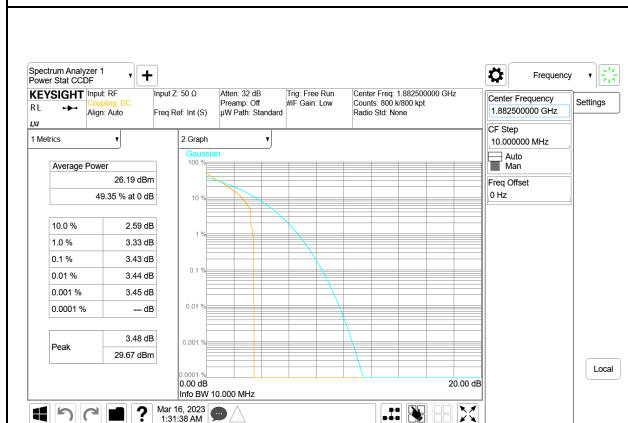 Spectrum Analyzer 1
Power Stat CCDF
Frequency
KEYSIGHT
R L
LXI
Input: RF
Coupling: DC
Align: Auto
Input Z: 50 Ω
Freq Ref: Int (S)
Atten: 32 dB
Preamp: Off
µW Path: Standard
Trig: Free Run
#IF Gain: Low
Center Freq: 1.882500000 GHz
Counts: 800 k/800 kpt
Radio Std: None
Center Frequency
1.882500000 GHz
Settings
CF Step
10.000000 MHz
Auto
Man
Freq Offset
0 Hz
1 Metrics
Average Power
26.19 dBm
49.35 % at 0 dB
10.0 % 2.59 dB
1.0 % 3.33 dB
0.1 % 3.43 dB
0.01 % 3.44 dB
0.001 % 3.45 dB
0.0001 % --- dB
Peak 3.48 dB
29.67 dBm
2 Graph
Gaussian
100 %
10 %
1 %
0.1 %
0.01 %
0.001 %
0.0001 %
0.00 dB 20.00 dB
Info BW 10.000 MHz
Local
Mar 16, 2023
1:31:38 AM